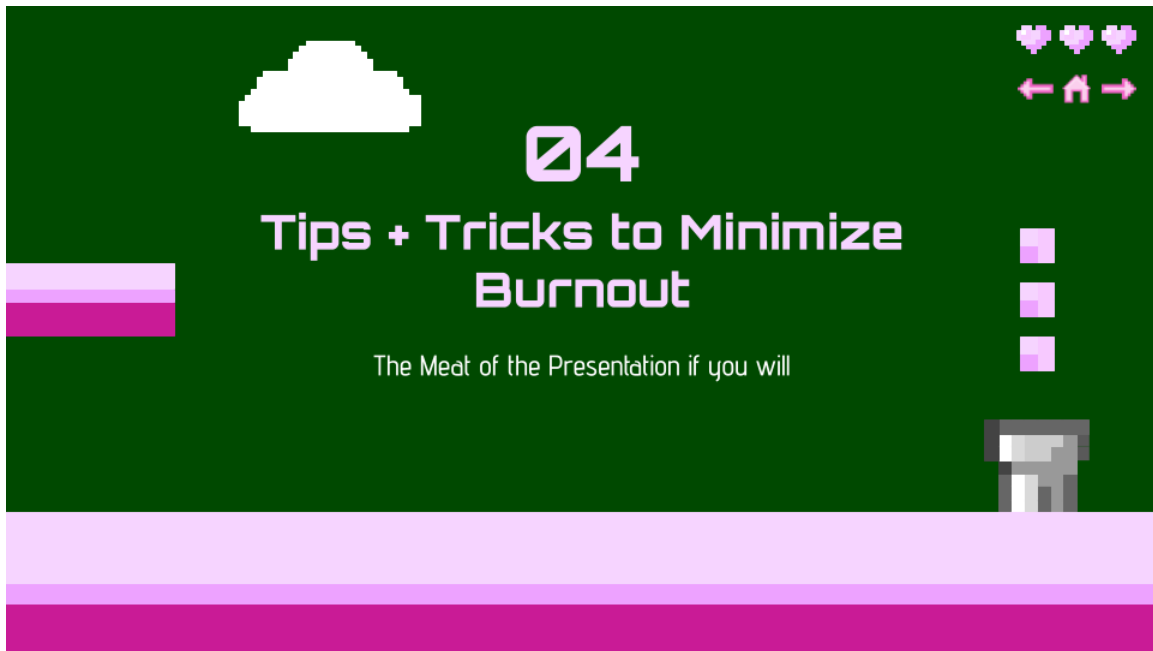 04
Tips + Tricks to Minimize
Burnout
The Meat of the Presentation if you will